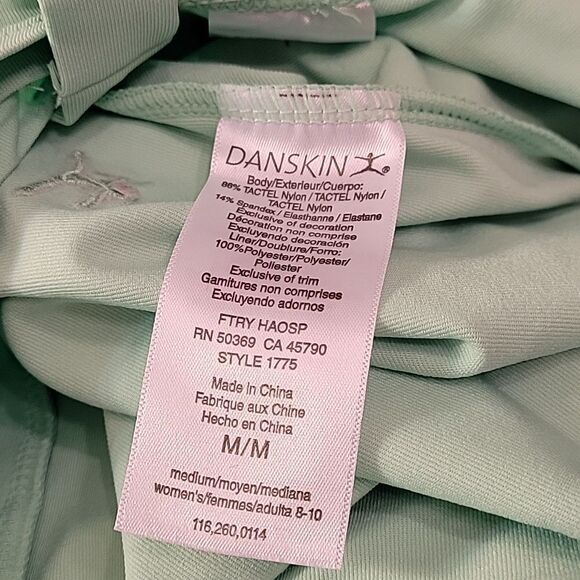 DANSKIN®
Body/Exterieur/Cuerpo:
86% TACTEL Nylon / TACTEL Nylon /
TACTEL Nylon
14% Spandex / Elasthanne / Elastane
Exclusive of decoration
Décoration non comprise
Excluyendo decoración
Liner/Doublure/Forro:
100%Polyester/Polyester/
Poliester
Exclusive of trim
Garnitures non comprises
Excluyendo adornos
FTRY HAOSP
RN 50369 CA 45790
STYLE 1775
Made in China
Fabrique aux Chine
Hecho en China
M/M
medium/moyen/mediana
women's/femmes/adulta 8-10
116,260,0114